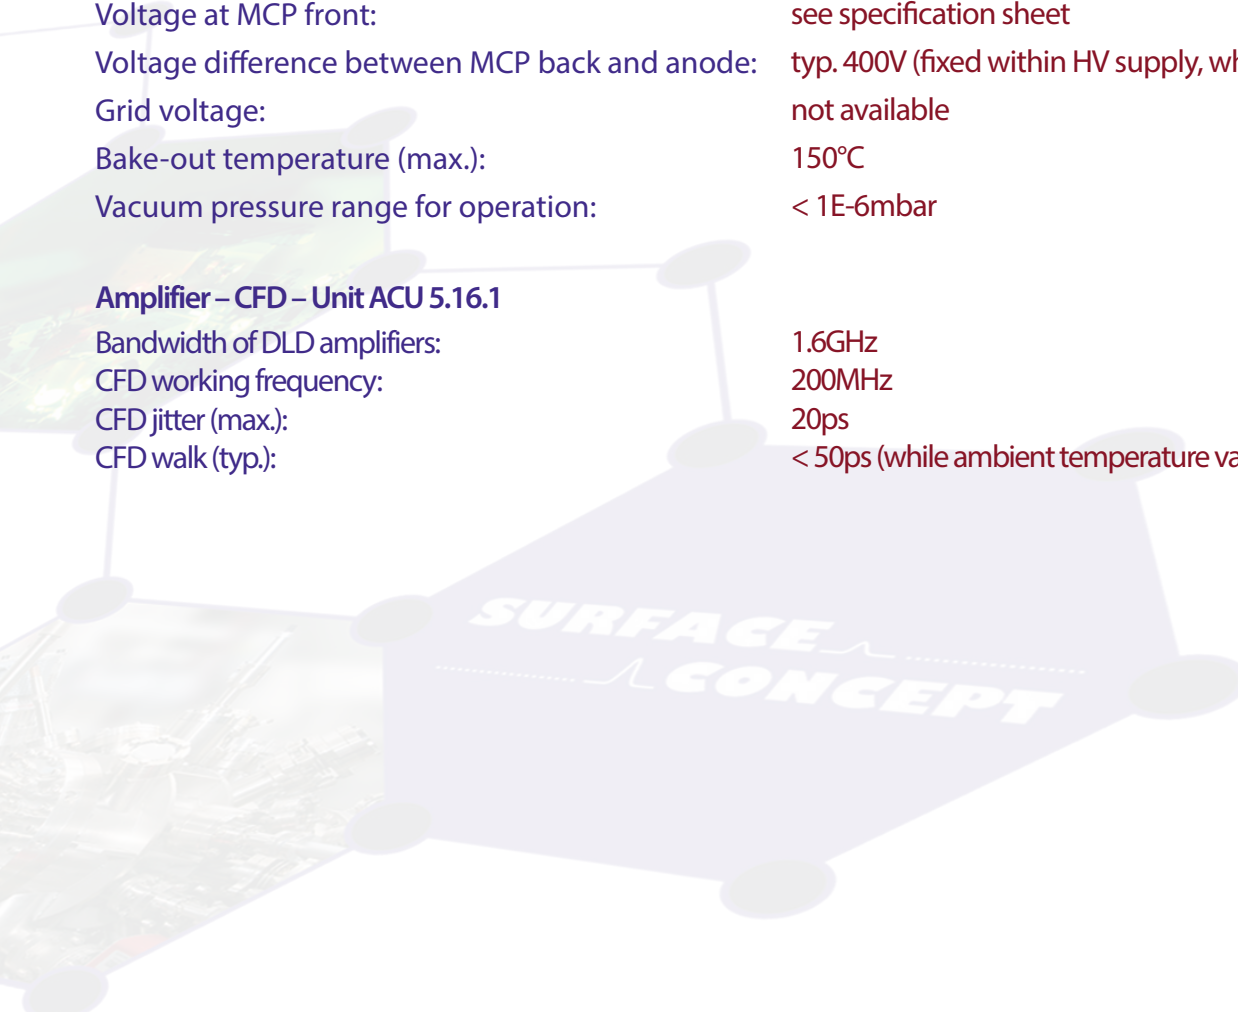 Voltage at MCP front: see specification sheet
Voltage difference between MCP back and anode: typ. 400V (fixed within HV supply,
Grid voltage: not available
Bake-out temperature (max.): 150°C
Vacuum pressure range for operation: < 1E-6mbar
Amplifier – CFD – Unit ACU 5.16.1
Bandwidth of DLD amplifiers: 1.6GHz
CFD working frequency: 200MHz
CFD jitter (max.): 20ps
CFD walk (typ.): < 50ps (while ambient temperature
SURFACE
CONCEPT